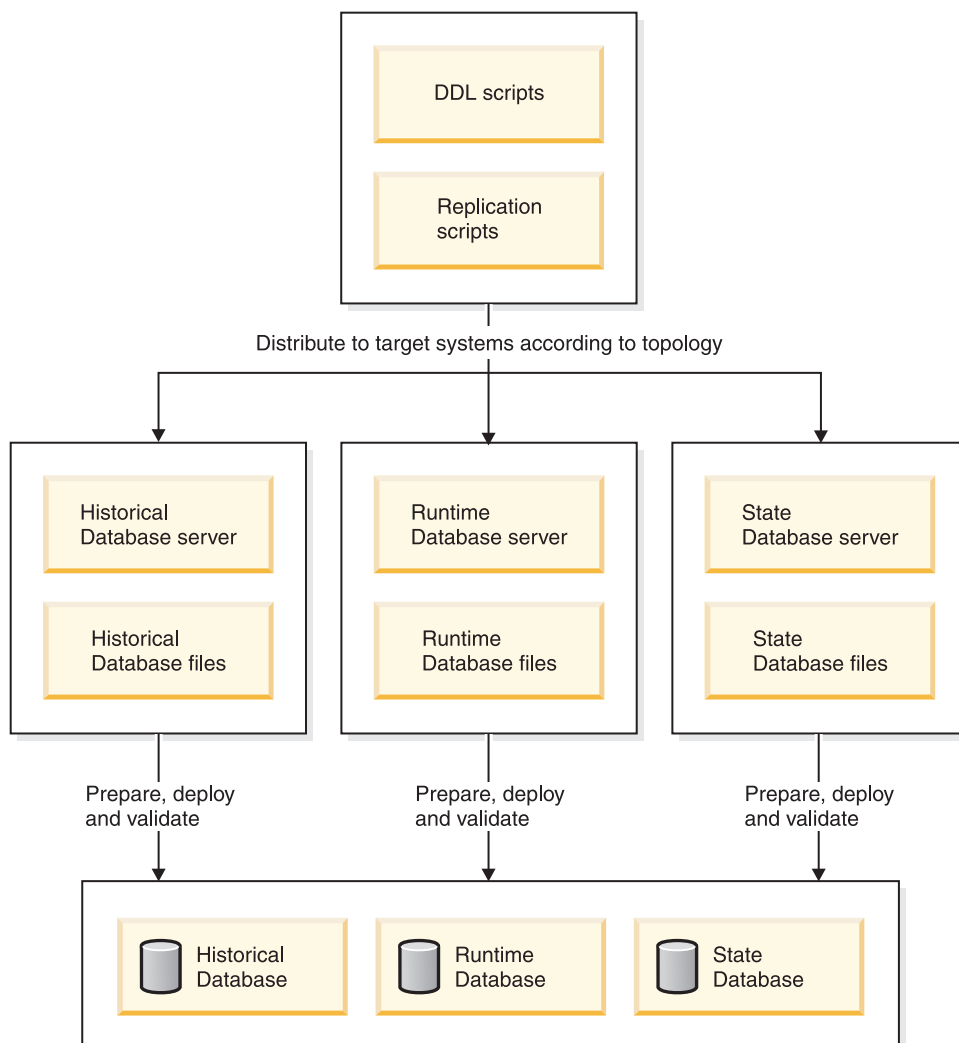 DDL scripts
Replication
scripts
Distribute to target systems according to topology
Historical
Database server
Historical
Database files
Runtime
Database server
Runtime
Database files
State
Database server
State
Database files
Prepare, deploy
and validate
Prepare, deploy
and validate
Prepare, deploy
and validate
Historical
Database
Runtime
Database
State
Database